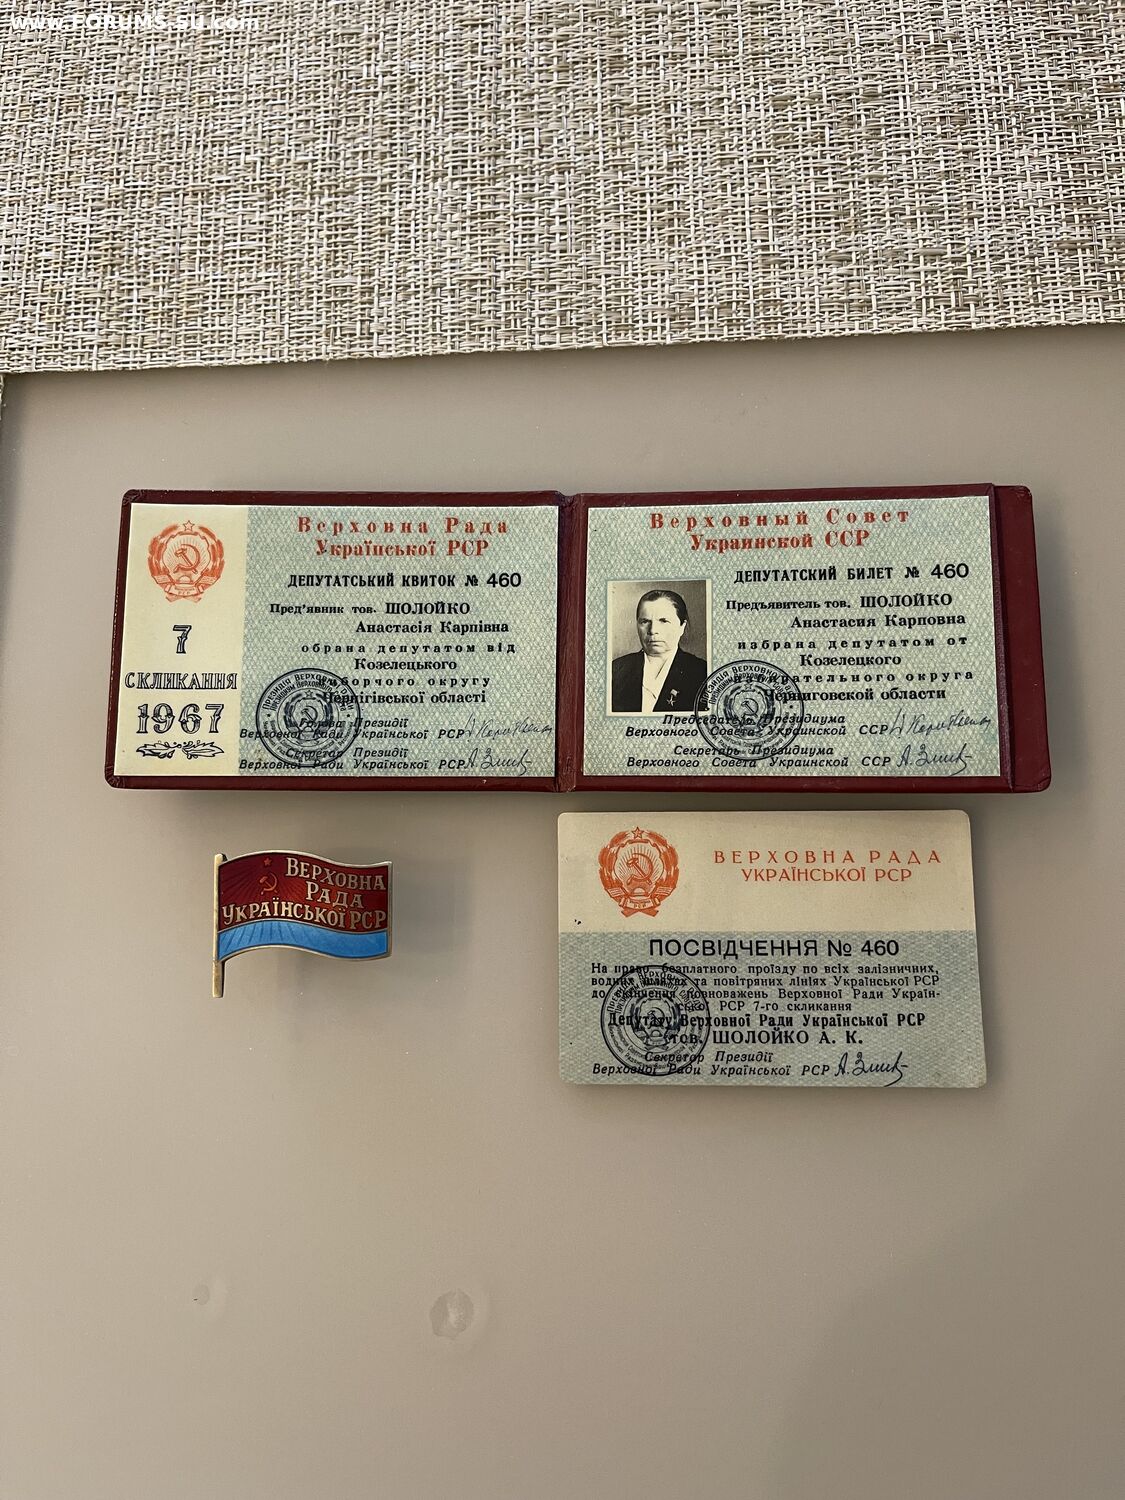 www.FORUMS.su.com
7
СКЛИКАННЯ
1967
Верховна Рада
Української РСР
ДЕПУТАТСЬКИЙ КВИТОК № 460
Пред'явник тов. ШОЛОЙКО
Анастасія Карпівна
обрана депутатом від
Козелецького
виборчого округу
Чернігівської області
Голова Президії
Верховної Ради Української РСР
Секретар Президії
Верховної Ради Української РСР
Верховный Совет
Украинской ССР
ДЕПУТАТСКИЙ БИЛЕТ № 460
Предъявитель тов. ШОЛОЙКО
Анастасия Карповна
избрана депутатом от
Козелецкого
избирательного округа
Черниговской области
Председатель Президиума
Верховного Совета Украинской ССР
Секретарь Президиума
Верховного Совета Украинской ССР
ВЕРХОВНА
РАДА
УКРАЇНСЬКОЇ РСР
ВЕРХОВНА РАДА
УКРАЇНСЬКОЇ РСР
ПОСВІДЧЕННЯ № 460
На право безплатного проїзду по всіх залізничних,
водних шляхах та повітряних лініях Української РСР
до закінчення повноважень Верховної Ради Україн-
ської РСР 7-го скликання
Депутату Верховної Ради Української РСР
тов. ШОЛОЙКО А. К.
Секретар Президії
Верховної Ради Української РСР